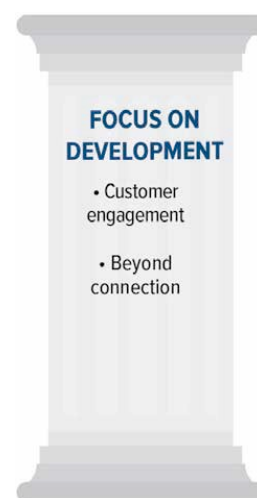 FOCUS ON
DEVELOPMENT
• Customer
engagement
• Beyond
connection